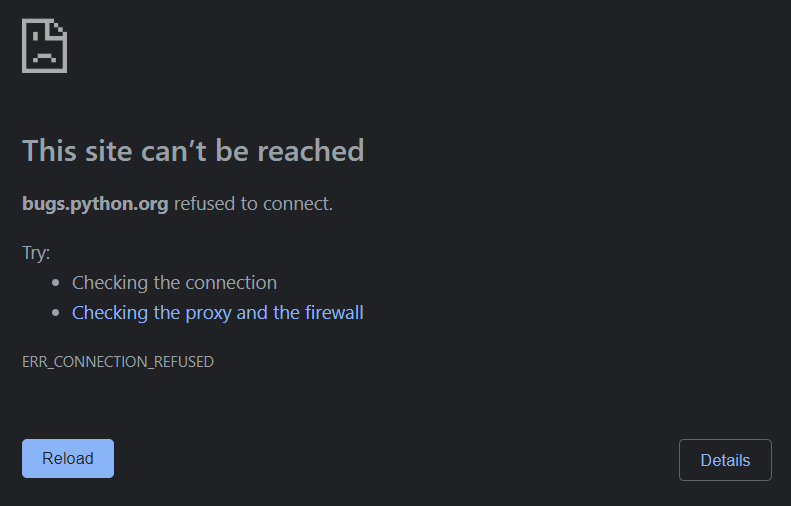 This site can’t be reached
bugs.python.org refused to connect.
Try:
• Checking the connection
• Checking the proxy and the firewall
ERR_CONNECTION_REFUSED
Reload
Details